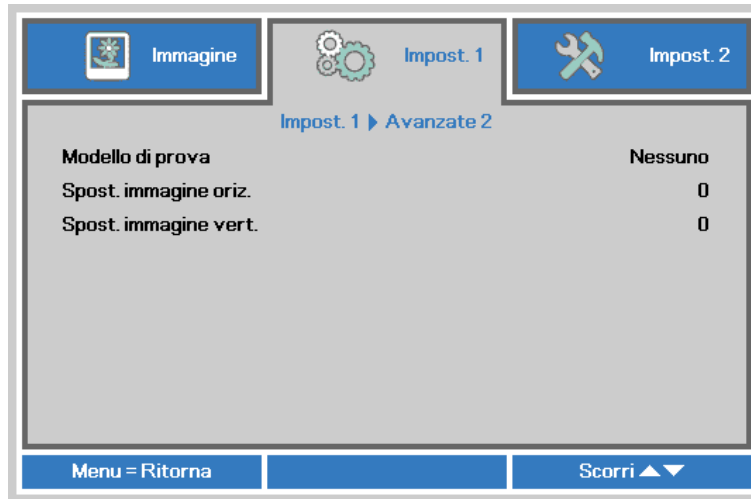 Immagine
Impost. 1
Impost. 2
Impost. 1 ▶ Avanzate 2
Modello di prova Nessuno
Spost. immagine oriz. 0
Spost. immagine vert. 0
Menu = Ritorna
Scorri ▲▼